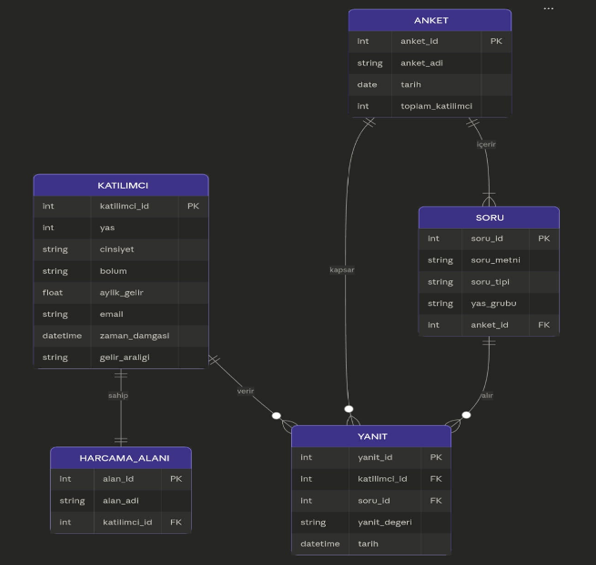 ANKET
int anket_id PK
string anket_adi
date tarih
int toplam_katilimci
içerir
KATILIMCI
int katilimci_id PK
int yas
string cinsiyet
string bolum
float aylik_gelir
string email
datetime zaman_damgasi
string gelir_araligi
SORU
int soru_id PK
string soru_metni
string soru_tipi
string yas_grubu
int anket_id FK
kapsar
sahip
verir
alır
HARCAMA_ALANI
int alan_id PK
string alan_adi
int katilimci_id FK
YANIT
int yanit_id PK
int katilimci_id FK
int soru_id FK
string yanit_degeri
datetime tarih